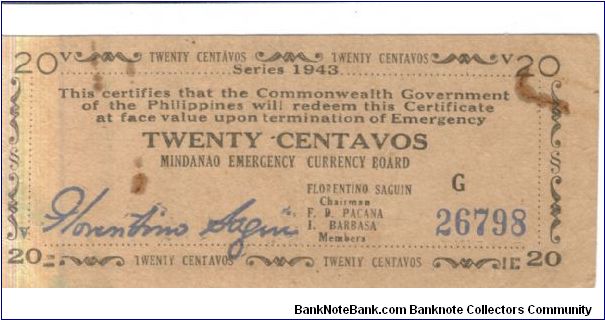 20 V TWENTY CENTAVOS TWENTY CENTAVOS V 20
Series 1943
This certifies that the Commonwealth Government
of the Philippines will redeem this Certificate
at face value upon termination of Emergency
TWENTY CENTAVOS
MINDANAO EMERGENCY CURRENCY BOARD
FLORENTINO SAGUIN G
Chairman
F. D. PACANA
I. BARBASA
Members
26798
Florentino Saguin
V
20 TWENTY CENTAVOS TWENTY CENTAVOS 20
BankNoteBank.com Banknote Collectors Community